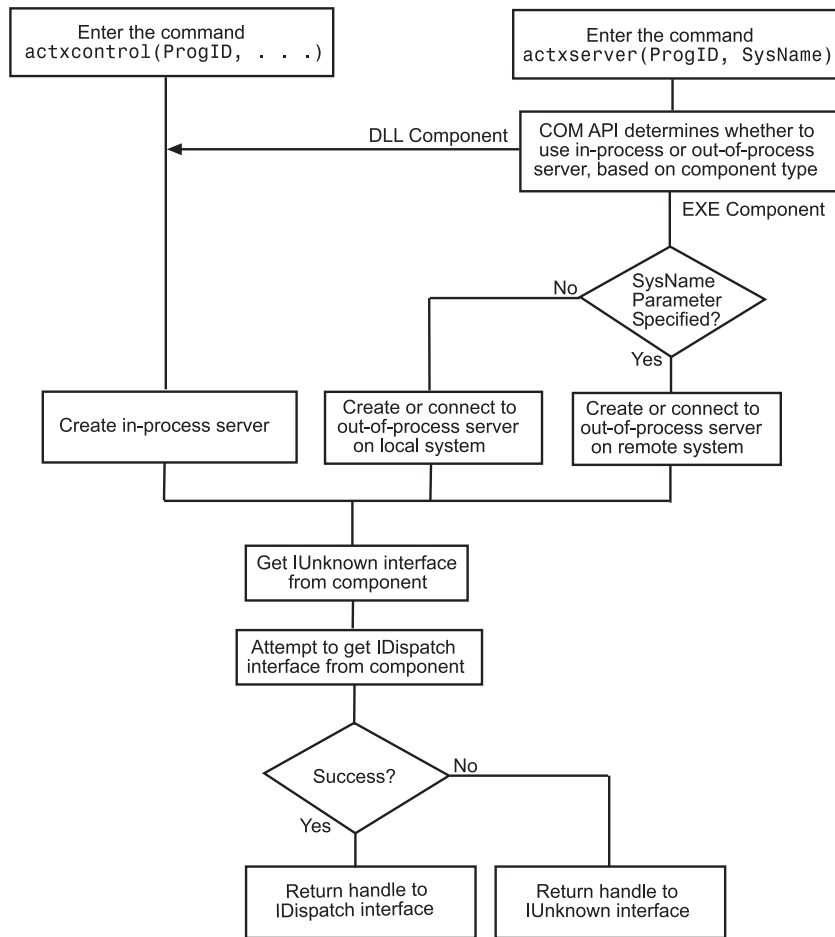 Enter the command
actxcontrol(ProgID, . . .)
Enter the command
actxserver(ProgID, SysName)
DLL Component
COM API determines whether to
use in-process or out-of-process
server, based on component type
EXE Component
No
SysName
Parameter
Specified?
Yes
Create in-process server
Create or connect to
out-of-process server
on local system
Create or connect to
out-of-process server
on remote system
Get IUnknown interface
from component
Attempt to get IDispatch
interface from component
Success?
No
Yes
Return handle to
IDispatch interface
Return handle to
IUnknown interface